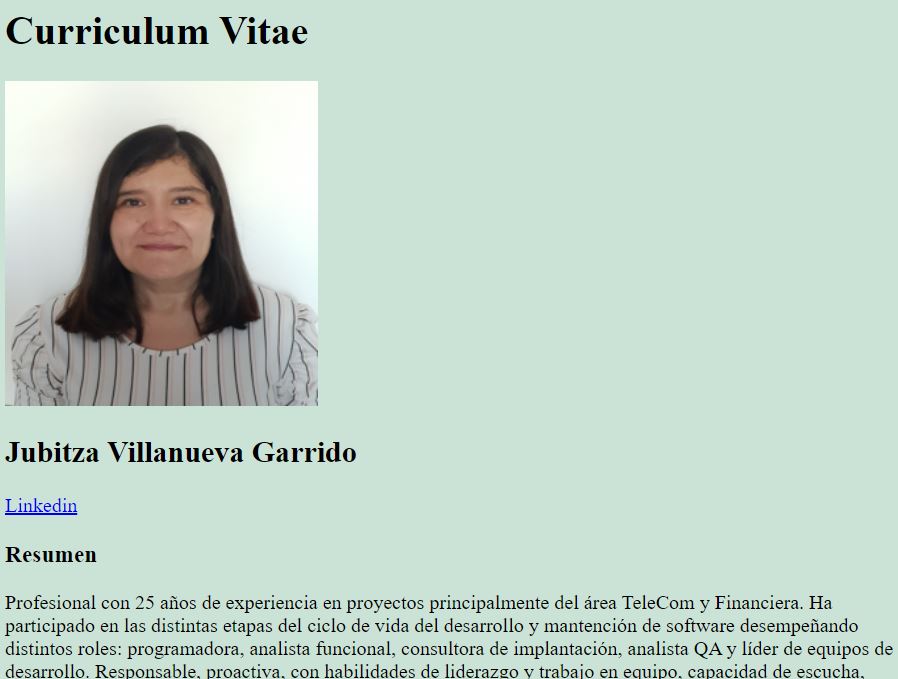 Curriculum Vitae
Jubitza Villanueva Garrido
Linkedin
Resumen
Profesional con 25 años de experiencia en proyectos principalmente del área TeleCom y Financiera. Ha
participado en las distintas etapas del ciclo de vida del desarrollo y mantención de software desempeñando
distintos roles: programadora, analista funcional, consultora de implantación, analista QA y líder de equipos de
desarrollo. Responsable, proactiva, con habilidades de liderazgo y trabajo en equipo, capacidad de escucha,